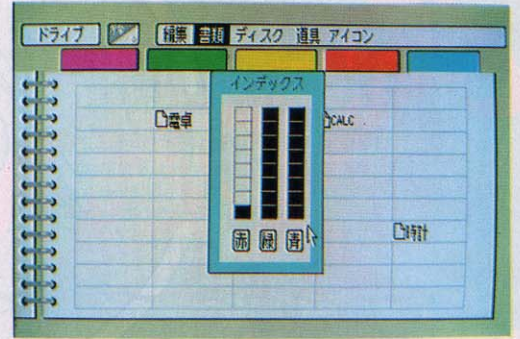 ドライブ 編集 書類 ディスク 道具 アイコン
インデックス
電卓 CALC
時計
赤 緑 青